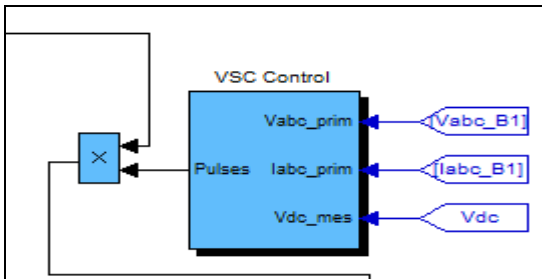 VSC Control
Vabc_prim [Vabc_B1]
× Pulses Iabc_prim [Iabc_B1]
Vdc_mes Vdc